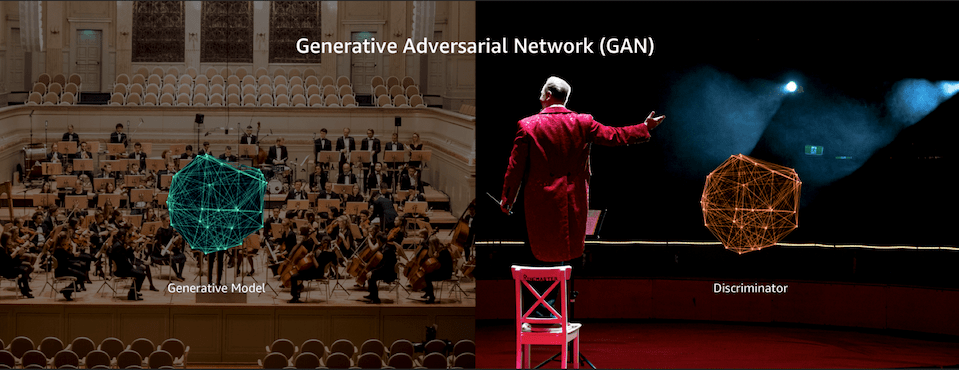 Generative Adversarial Network (GAN)
Generative Model
Discriminator